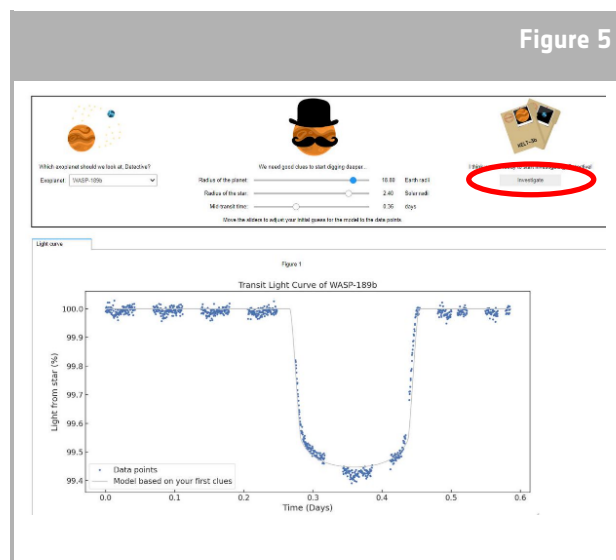 Figure 5
KELT-3b
Which exoplanet should we look at, Detective?
Exoplanet: WASP-189b
We need good clues to start digging deeper...
Radius of the planet: Earth radii
Radius of the star: 2.40 Solar radii
Mid-transit time: 0.36 days
Move the sliders to adjust your initial guess for the model to the data points.
I think
Investigate
Light curve
Figure 1
Transit Light Curve of WASP-189b
Light from star (%)
100.0
99.9
99.8
99.7
99.6
99.5
99.4
Data points
Model based on your first clues
0.0 0.1 0.2 0.3 0.4 0.5 0.6
Time (Days)